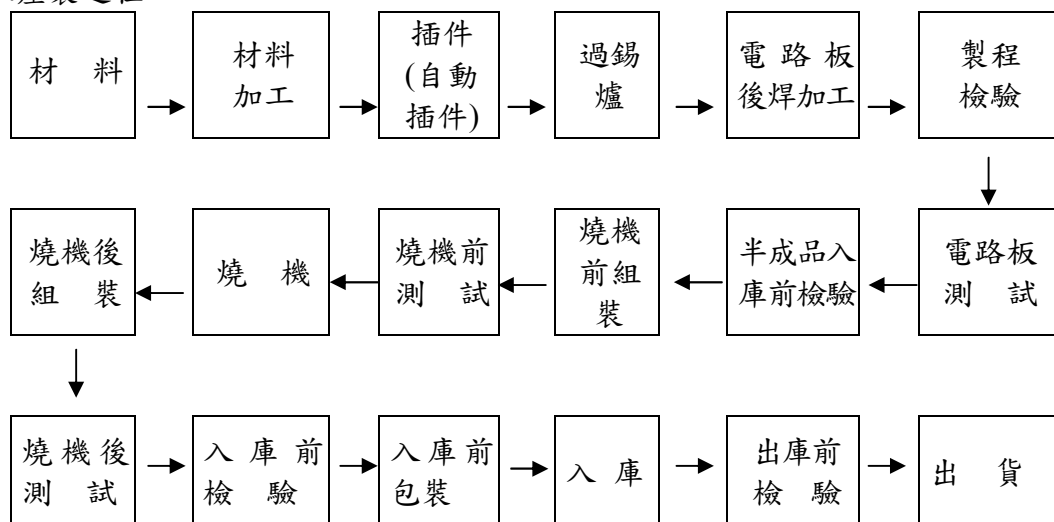 材料
材料
加工
插件
(自動
插件)
過錫
爐
電路板
後焊加工
製程
檢驗
電路板
測試
半成品入
庫前檢驗
燒機
前組
裝
燒機前
測試
燒機
燒機後
組裝
燒機後
測試
入庫前
檢驗
入庫前
包裝
入庫
出庫前
檢驗
出貨